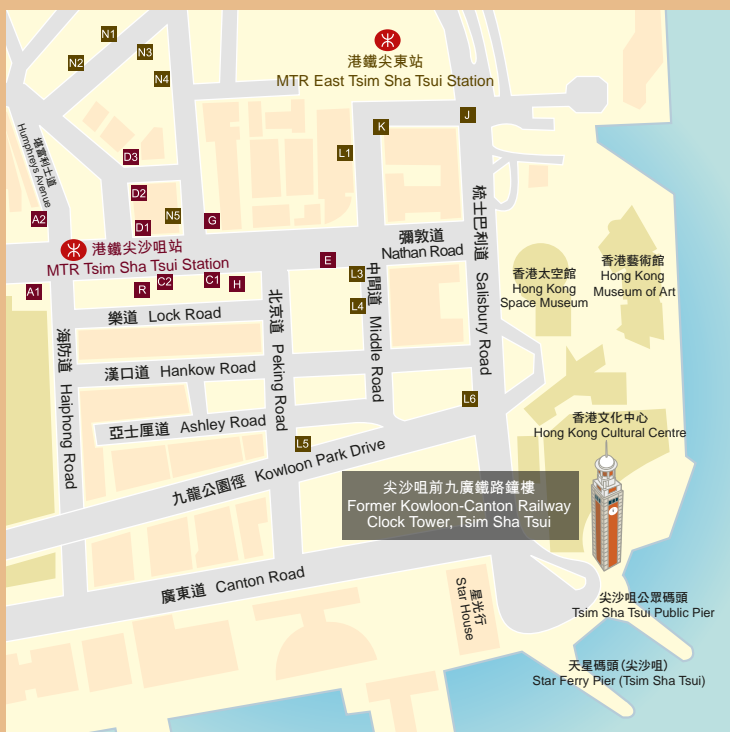 N1
N2
N3
N4
港鐵尖東站
MTR East Tsim Sha Tsui Station
J
K
L1
堪富利士道
Humphreys Avenue
D3
D2
D1
N5
G
A2
港鐵尖沙咀站
MTR Tsim Sha Tsui Station
A1
R
C2
C1
H
E
L3
L4
彌敦道
Nathan Road
梳士巴利道 Salisbury Road
香港太空館
Hong Kong
Space Museum
香港藝術館
Hong Kong
Museum of Art
樂道 Lock Road
海防道 Haiphong Road
北京道 Peking Road
中間道 Middle Road
漢口道 Hankow Road
亞士厘道 Ashley Road
L5
L6
九龍公園徑 Kowloon Park Drive
香港文化中心
Hong Kong Cultural Centre
尖沙咀前九廣鐵路鐘樓
Former Kowloon-Canton Railway
Clock Tower, Tsim Sha Tsui
廣東道 Canton Road
星光行
Star House
尖沙咀公眾碼頭
Tsim Sha Tsui Public Pier
天星碼頭(尖沙咀)
Star Ferry Pier (Tsim Sha Tsui)